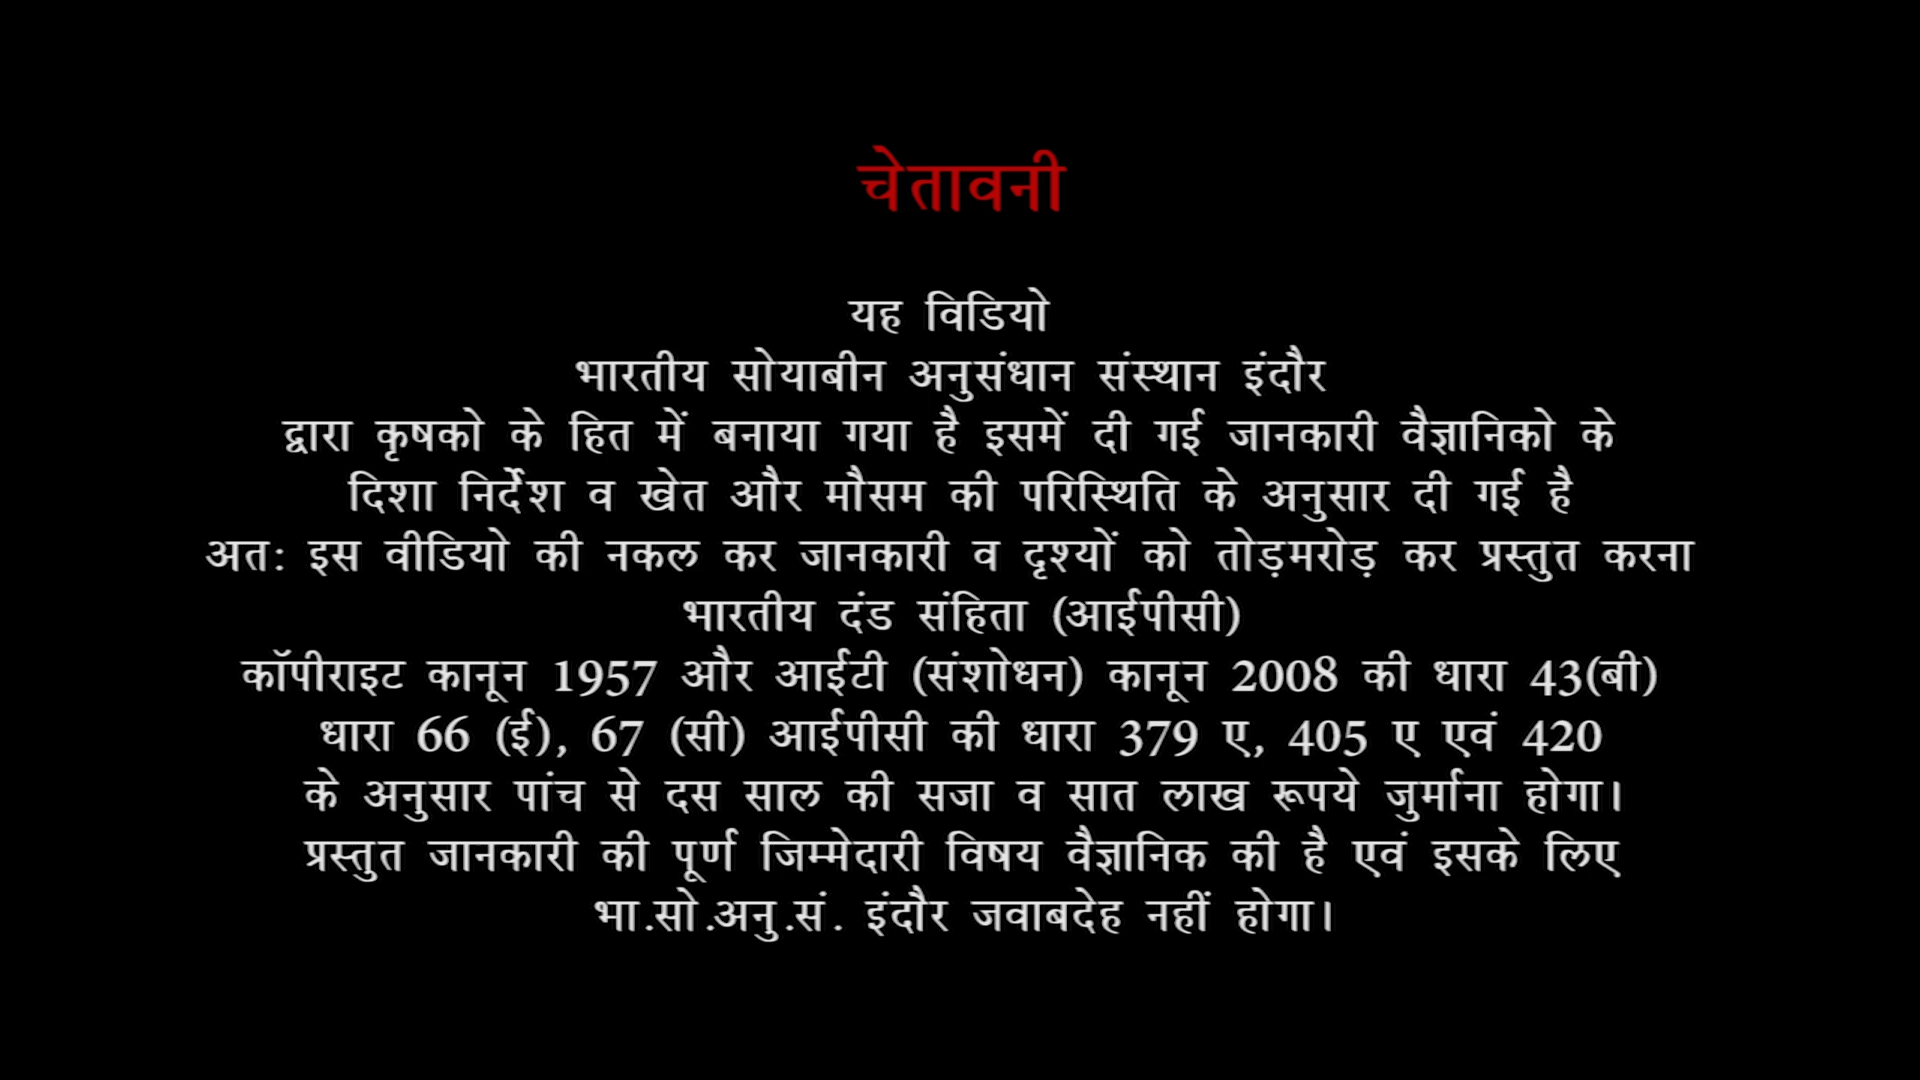 चेतावनी
यह विडियो
भारतीय सोयाबीन अनुसंधान संस्थान इंदौर
द्वारा कृषको के हित में बनाया गया है इसमें दी गई जानकारी वैज्ञानिको के
दिशा निर्देश व खेत और मौसम की परिस्थिति के अनुसार दी गई है
अतः इस वीडियो की नकल कर जानकारी व दृश्यों को तोड़मरोड़ कर प्रस्तुत करना
भारतीय दंड संहिता (आईपीसी)
कॉपीराइट कानून 1957 और आईटी (संशोधन) कानून 2008 की धारा 43(बी)
धारा 66 (ई), 67 (सी) आईपीसी की धारा 379 ए, 405 ए एवं 420
के अनुसार पांच से दस साल की सजा व सात लाख रूपये जुर्माना होगा।
प्रस्तुत जानकारी की पूर्ण जिम्मेदारी विषय वैज्ञानिक की है एवं इसके लिए
भा.सो.अनु.सं. इंदौर जवाबदेह नहीं होगा।